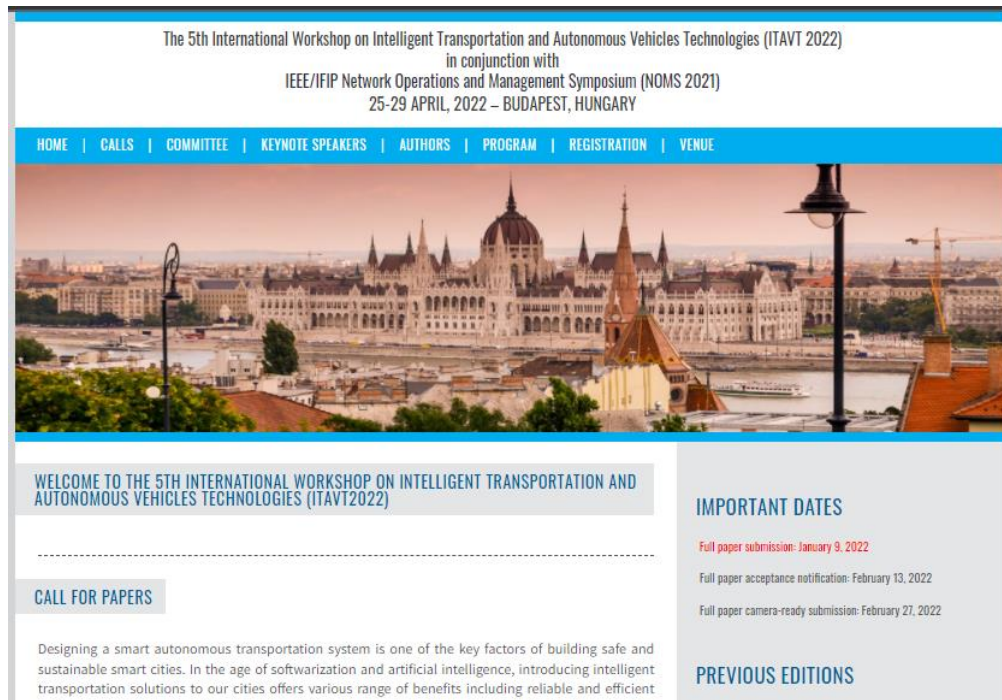 The 5th International Workshop on Intelligent Transportation and Autonomous Vehicles Technologies (ITAVT 2022)
in conjunction with
IEEE/IFIP Network Operations and Management Symposium (NOMS 2021)
25-29 APRIL, 2022 – BUDAPEST, HUNGARY
HOME | CALLS | COMMITTEE | KEYNOTE SPEAKERS | AUTHORS | PROGRAM | REGISTRATION | VENUE
WELCOME TO THE 5TH INTERNATIONAL WORKSHOP ON INTELLIGENT TRANSPORTATION AND
AUTONOMOUS VEHICLES TECHNOLOGIES (ITAVT2022)
CALL FOR PAPERS
Designing a smart autonomous transportation system is one of the key factors of building safe and
sustainable smart cities. In the age of softwarization and artificial intelligence, introducing intelligent
transportation solutions to our cities offers various range of benefits including reliable and efficient
IMPORTANT DATES
Full paper submission: January 9, 2022
Full paper acceptance notification: February 13, 2022
Full paper camera-ready submission: February 27, 2022
PREVIOUS EDITIONS